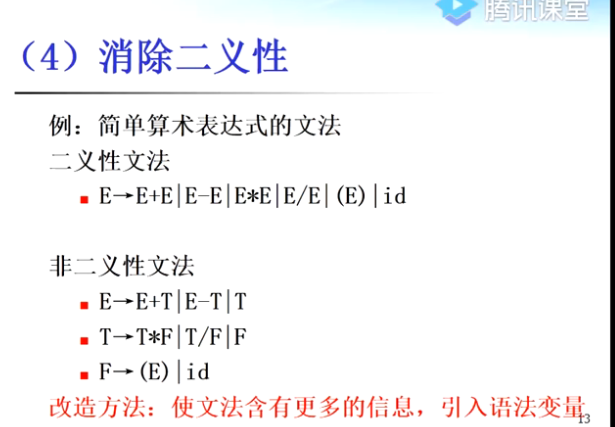 腾讯课堂
（4）消除二义性
例：简单算术表达式的文法
二义性文法
E→E+E|E-E|E*E|E/E|(E)|id
非二义性文法
E→E+T|E-T|T
T→T*F|T/F|F
F→(E)|id
改造方法：使文法含有更多的信息，引入语法变量
13